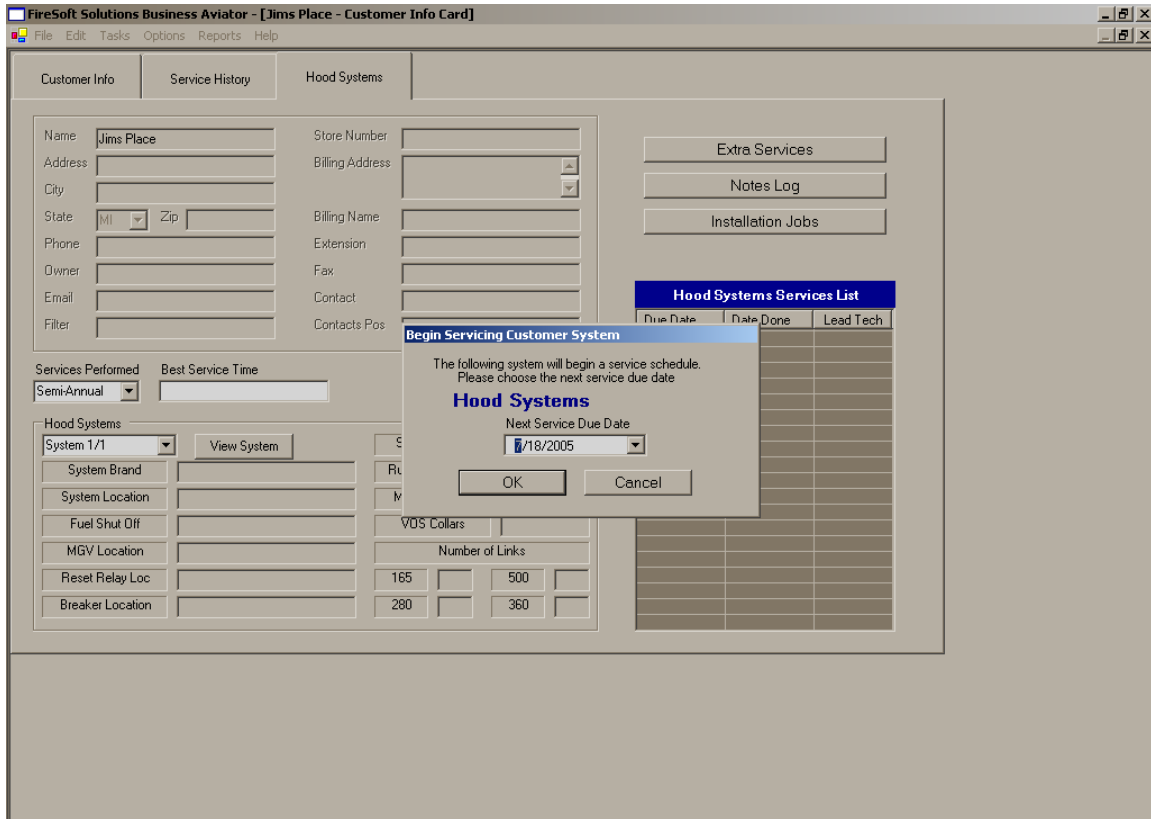 FireSoft Solutions Business Aviator - [Jims Place - Customer Info Card]
File Edit Tasks Options Reports Help
Customer Info Service History Hood Systems
Name Jims Place Store Number
Address Billing Address
City
State MI Zip Billing Name
Phone Extension
Owner Fax
Email Contact
Filter Contacts Pos
Extra Services
Notes Log
Installation Jobs
Hood Systems Services List
Due Date Date Done Lead Tech
Begin Servicing Customer System
The following system will begin a service schedule.
Please choose the next service due date
Hood Systems
Next Service Due Date
7/18/2005
OK Cancel
Services Performed Best Service Time
Semi-Annual
Hood Systems
System 1/1 View System
System Brand
System Location
Fuel Shut Off VOS Collars
MGV Location Number of Links
Reset Relay Loc 165 500
Breaker Location 280 360